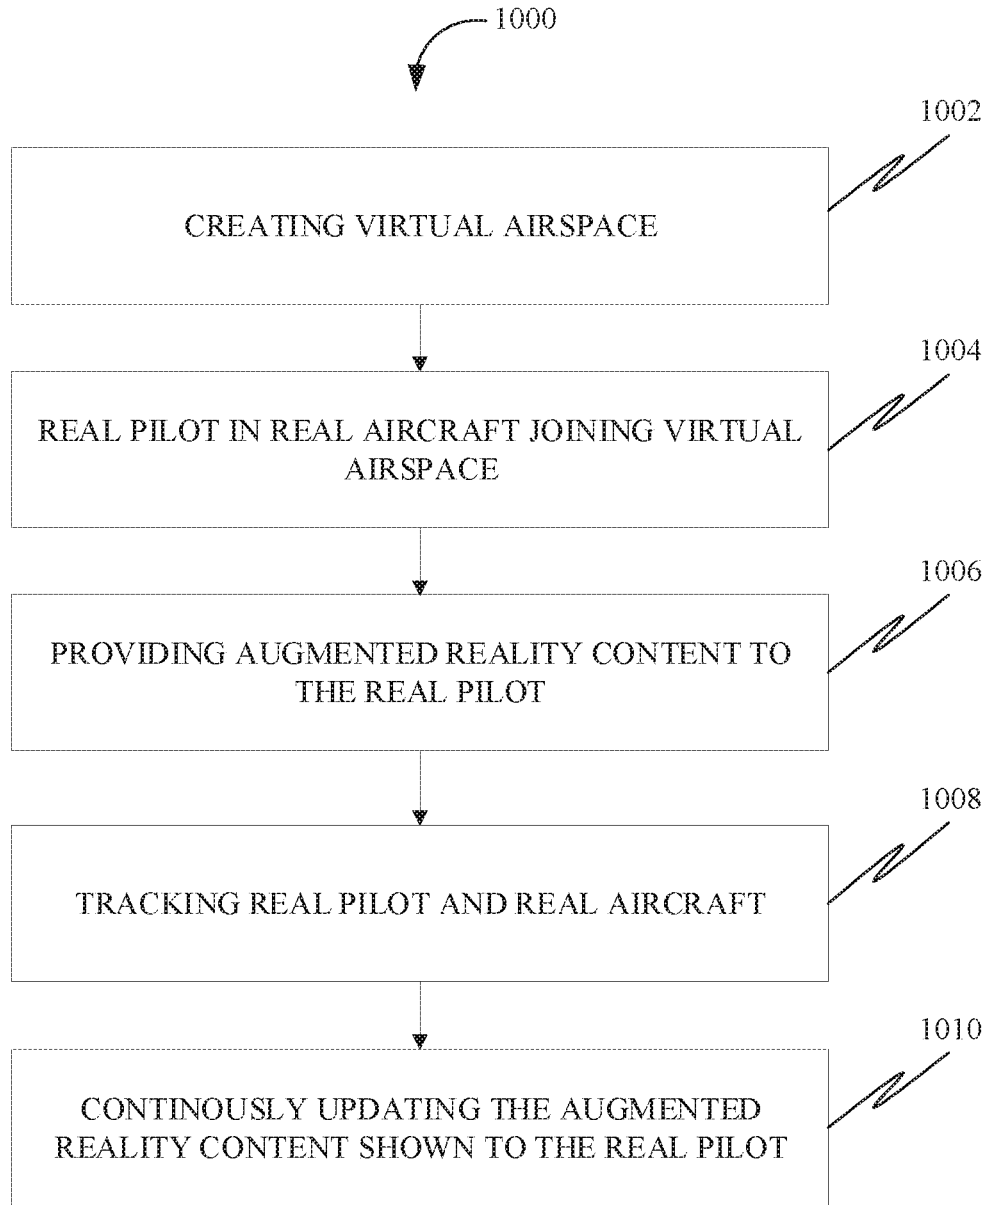 1000
1002
CREATING VIRTUAL AIRSPACE
1004
REAL PILOT IN REAL AIRCRAFT JOINING VIRTUAL
AIRSPACE
1006
PROVIDING AUGMENTED REALITY CONTENT TO
THE REAL PILOT
1008
TRACKING REAL PILOT AND REAL AIRCRAFT
1010
CONTINOUSLY UPDATING THE AUGMENTED
REALITY CONTENT SHOWN TO THE REAL PILOT